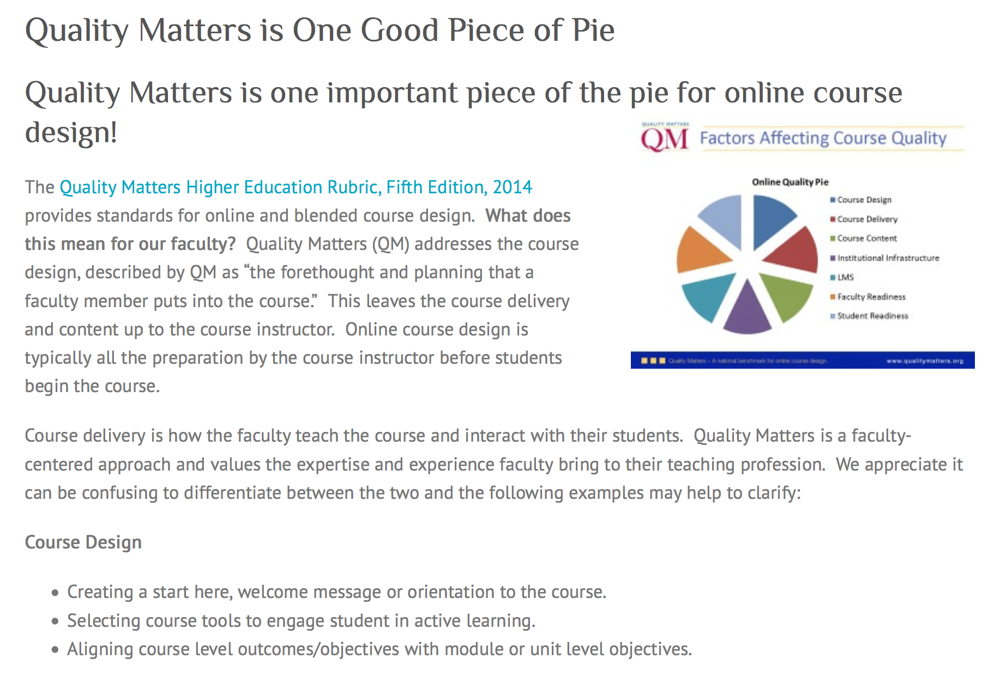 Quality Matters is One Good Piece of Pie
Quality Matters is one important piece of the pie for online course
design!
QUALITY MATTERS
QM
Factors Affecting Course Quality
Online Quality Pie
Course Design
Course Delivery
Course Content
Institutional Infrastructure
LMS
Faculty Readiness
Student Readiness
Quality Matters – A national benchmark for online course design.
www.qualitymatters.org
The Quality Matters Higher Education Rubric, Fifth Edition, 2014
provides standards for online and blended course design.  What does
this mean for our faculty?  Quality Matters (QM) addresses the course
design, described by QM as “the forethought and planning that a
faculty member puts into the course.”  This leaves the course delivery
and content up to the course instructor.  Online course design is
typically all the preparation by the course instructor before students
begin the course.
Course delivery is how the faculty teach the course and interact with their students.  Quality Matters is a faculty-
centered approach and values the expertise and experience faculty bring to their teaching profession.  We appreciate it
can be confusing to differentiate between the two and the following examples may help to clarify:
Course Design
• Creating a start here, welcome message or orientation to the course.
• Selecting course tools to engage student in active learning.
• Aligning course level outcomes/objectives with module or unit level objectives.